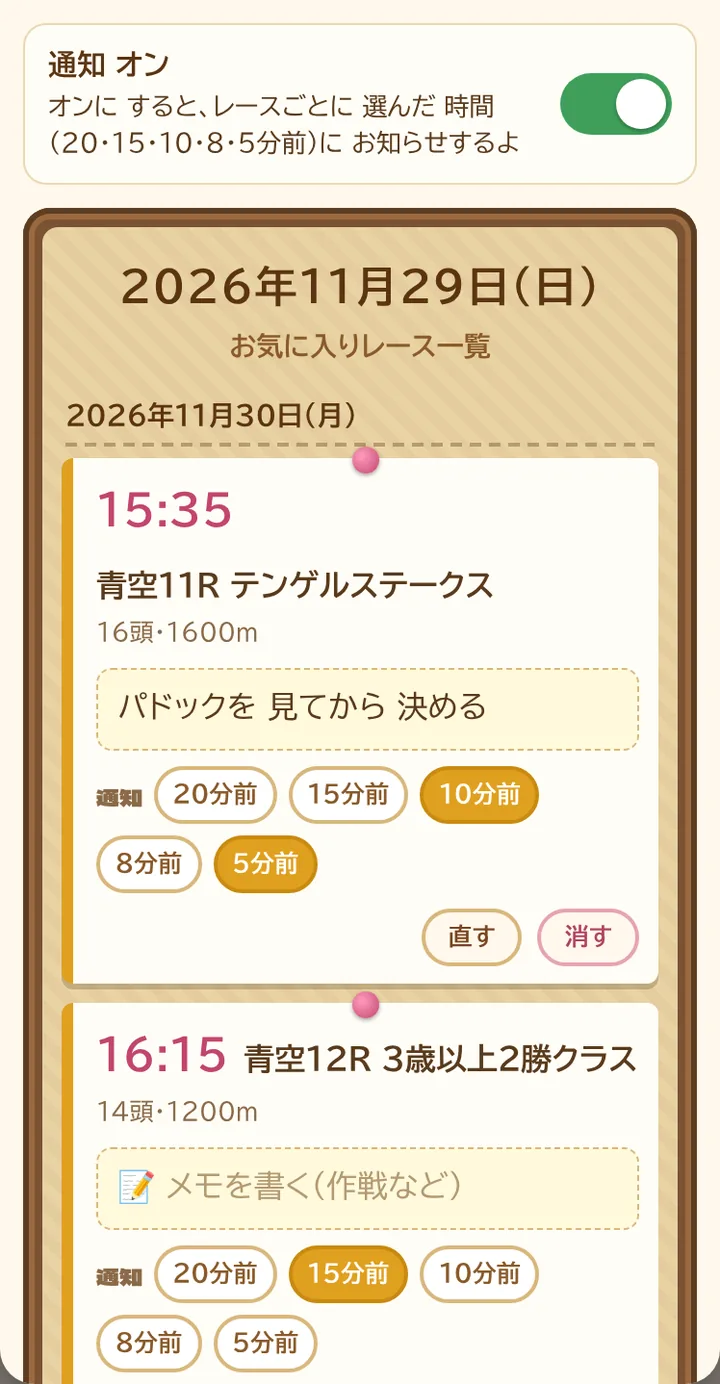 通知 オン
オンに すると、レースごとに 選んだ 時間
(20・15・10・8・5分前)に お知らせするよ
2026年11月29日(日)
お気に入りレース一覧
2026年11月30日(月)
15:35
青空11R テンゲルステークス
16頭・1600m
パドックを 見てから 決める
通知 20分前 15分前 10分前
8分前 5分前
直す 消す
16:15 青空12R 3歳以上2勝クラス
14頭・1200m
📝 メモを書く(作戦など)
通知 20分前 15分前 10分前
8分前 5分前